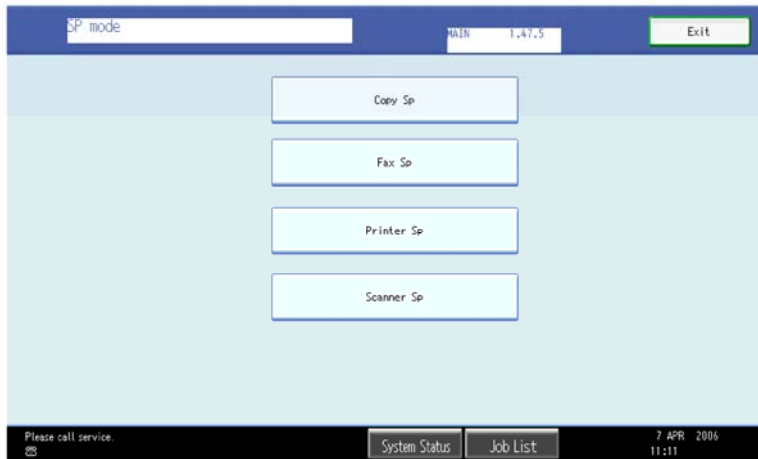 SP mode
MAIN 1.47.5
Exit
Copy Sp
Fax Sp
Printer Sp
Scanner Sp
Please call service.
System Status
Job List
7 APR 2006
11:11